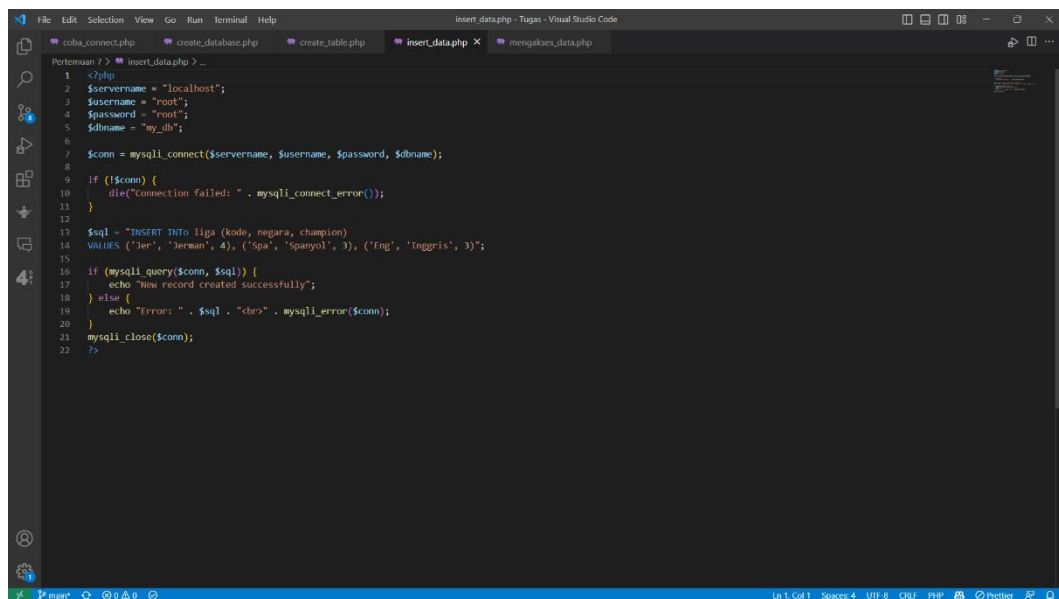 File Edit Selection View Go Run Terminal Help insert_data.php - Tugas - Visual Studio Code
coba_connect.php create_database.php create_table.php insert_data.php mengakses_data.php
Pertemuan 7 > insert_data.php > ...
1 <?php
2 $servername = "localhost";
3 $username = "root";
4 $password = "root";
5 $dbname = "my_db";
6
7 $conn = mysqli_connect($servername, $username, $password, $dbname);
8
9 if (!$conn) {
10 die("Connection failed: " . mysqli_connect_error());
11 }
12
13 $sql = "INSERT INTo liga (kode, negara, champion)
14 VALUES ('Jer', 'Jerman', 4), ('Spa', 'Spanyol', 3), ('Eng', 'Inggris', 3)";
15
16 if (mysqli_query($conn, $sql)) {
17 echo "New record created successfully";
18 } else {
19 echo "Error: " . $sql . "<br>" . mysqli_error($conn);
20 }
21 mysqli_close($conn);
22 ?>
main* 0 0 Ln 1, Col 1 Spaces: 4 UTF-8 CRLF PHP Prettier